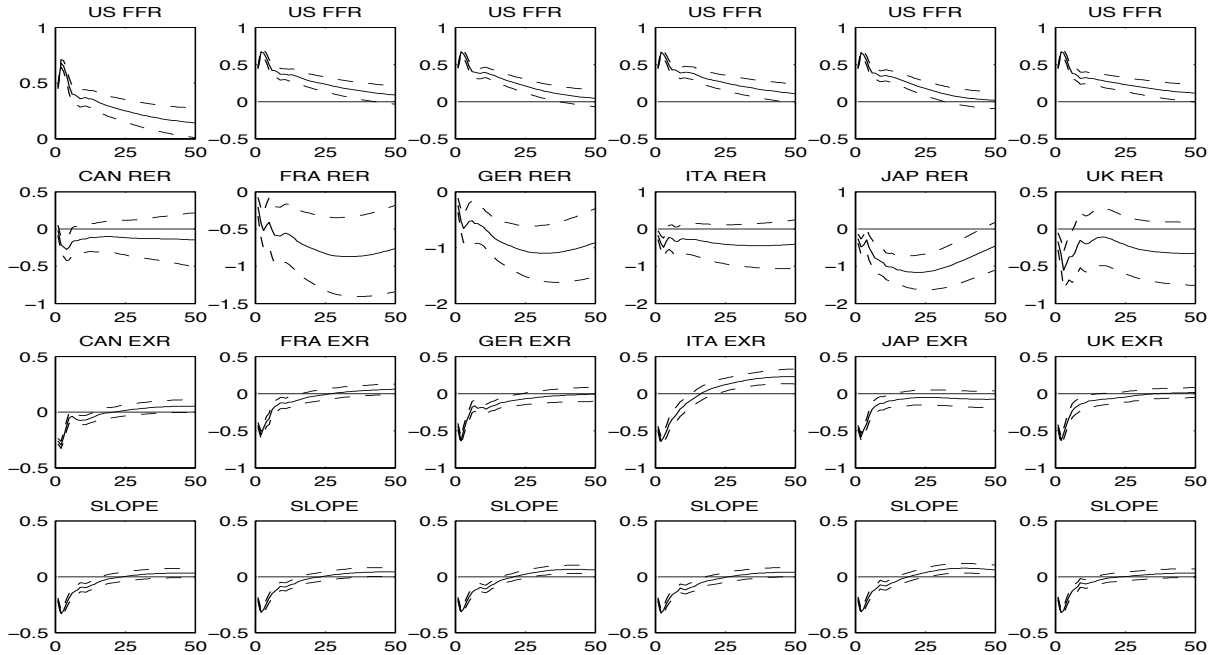 US FFR US FFR US FFR US FFR US FFR US FFR
1 1 1 1 1 1
0.5 0.5 0.5 0.5 0.5
0.5
0 0 0 0 0
0 −0.5 −0.5 −0.5 −0.5 −0.5
0 25 50 0 25 50 0 25 50 0 25 50 0 25 50 0 25 50
CAN RER FRA RER GER RER ITA RER JAP RER UK RER
0.5 0 0 1 1 0.5
0 −0.5 0 0 0
−1
−0.5 −1 −1 −1 −0.5
−1 −1.5 −2 −2 −2 −1
0 25 50 0 25 50 0 25 50 0 25 50 0 25 50 0 25 50
CAN EXR FRA EXR GER EXR ITA EXR JAP EXR UK EXR
0.5 0.5 0.5 0.5 0.5 0.5
0 0 0 0 0
0
−0.5 −0.5 −0.5 −0.5 −0.5
−0.5 −1 −1 −1 −1 −1
0 25 50 0 25 50 0 25 50 0 25 50 0 25 50 0 25 50
SLOPE SLOPE SLOPE SLOPE SLOPE SLOPE
0.5 0.5 0.5 0.5 0.5 0.5
0 0 0 0 0 0
−0.5 −0.5 −0.5 −0.5 −0.5 −0.5
0 25 50 0 25 50 0 25 50 0 25 50 0 25 50 0 25 50